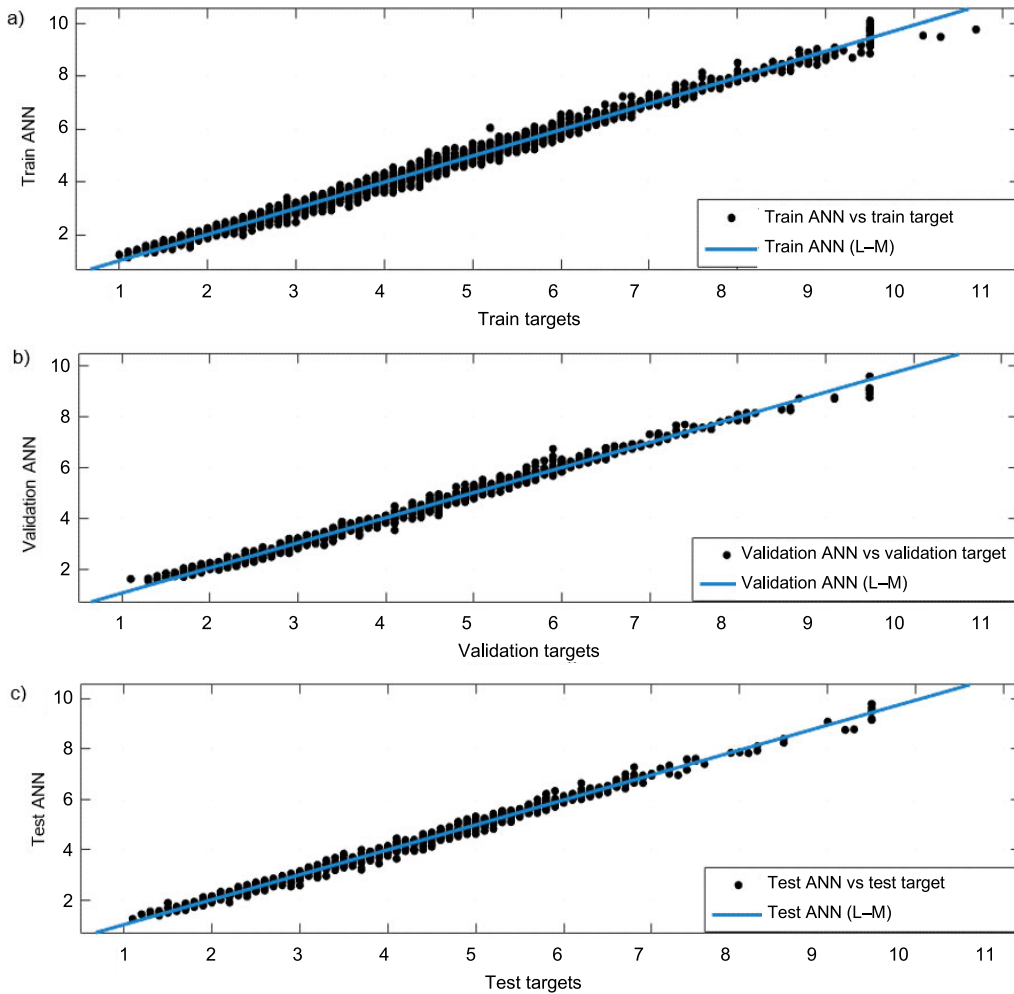 a)
10
8
6
4
2
Train ANN
Train ANN vs train target
Train ANN (L–M)
1 2 3 4 5 6 7 8 9 10 11
Train targets
b)
10
8
6
4
2
Validation ANN
Validation ANN vs validation target
Validation ANN (L–M)
1 2 3 4 5 6 7 8 9 10 11
Validation targets
c)
10
8
6
4
2
Test ANN
Test ANN vs test target
Test ANN (L–M)
1 2 3 4 5 6 7 8 9 10 11
Test targets